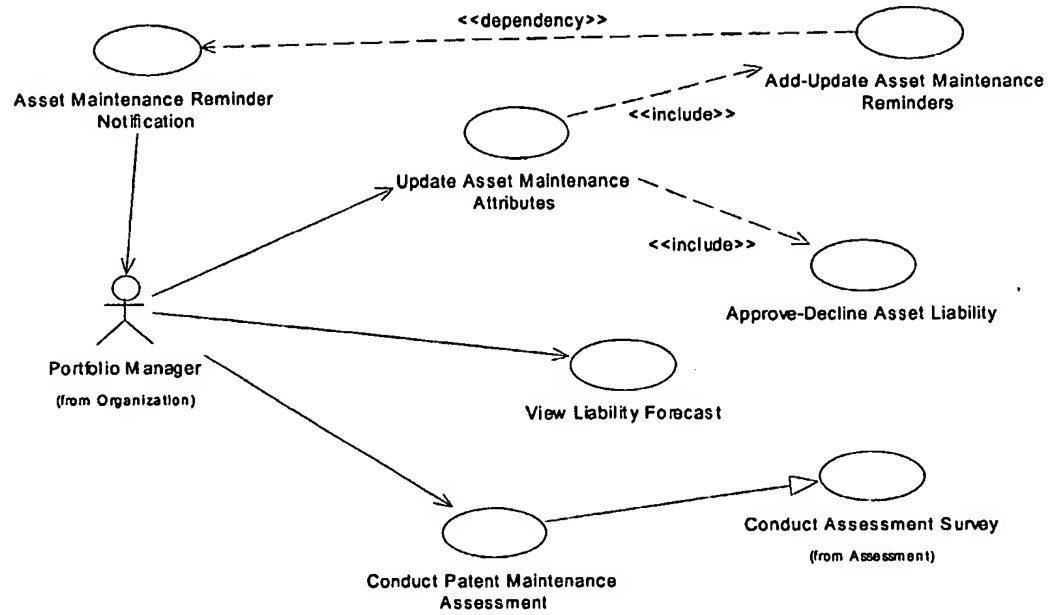 <<dependency>>
Asset Maintenance Reminder
Notification
Add-Update Asset Maintenance
Reminders
<<include>>
Update Asset Maintenance
Attributes
<<include>>
Approve-Decline Asset Liability
Portfolio Manager
(from Organization)
View Liability Forecast
Conduct Assessment Survey
(from Assessment)
Conduct Patent Maintenance
Assessment